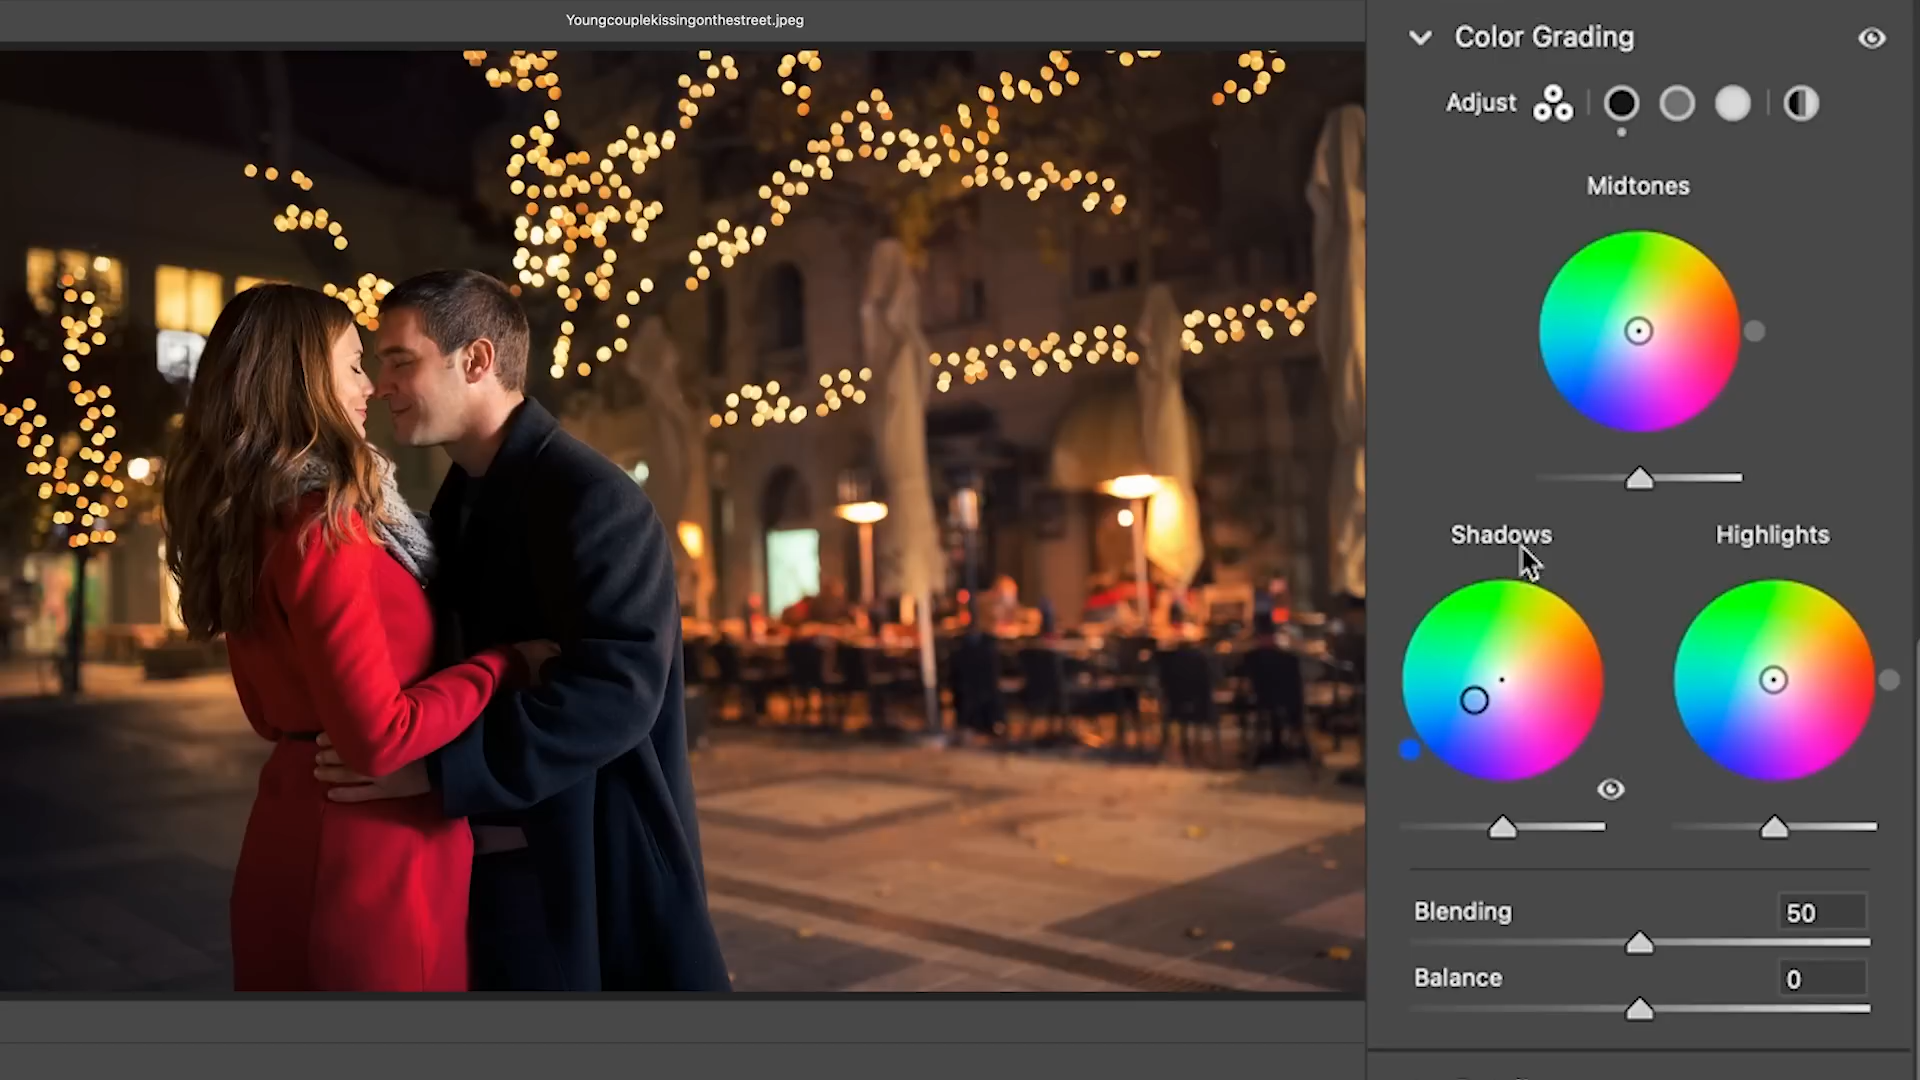 Youngcouplekissingonthestreet.jpeg
Color Grading
Adjust
Midtones
Shadows
Highlights
Blending
50
Balance
0